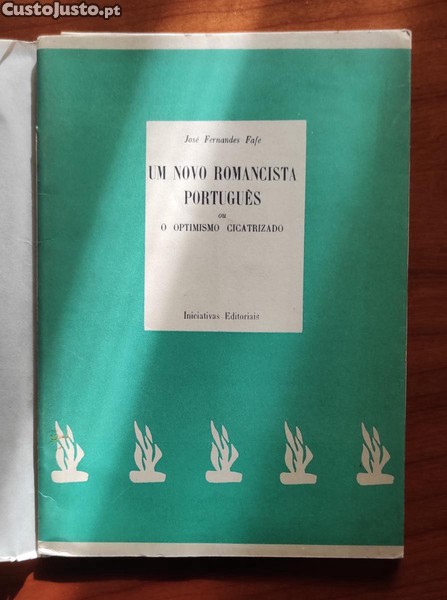 CustoJusto.pt
José Fernandes Fafe
UM NOVO ROMANCISTA
PORTUGUÊS
ou
O OPTIMISMO CICATRIZADO
Iniciativas Editoriais